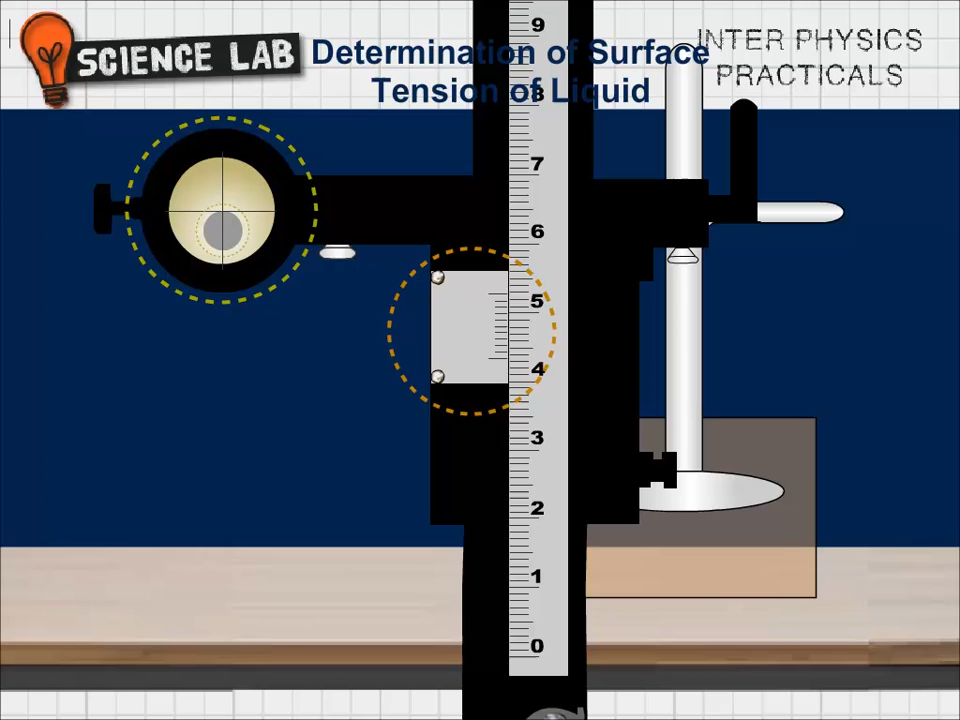 SCIENCE LAB
Determination of Surface
Tension of Liquid
INTER PHYSICS
PRACTICALS
9
8
7
6
5
4
3
2
1
0